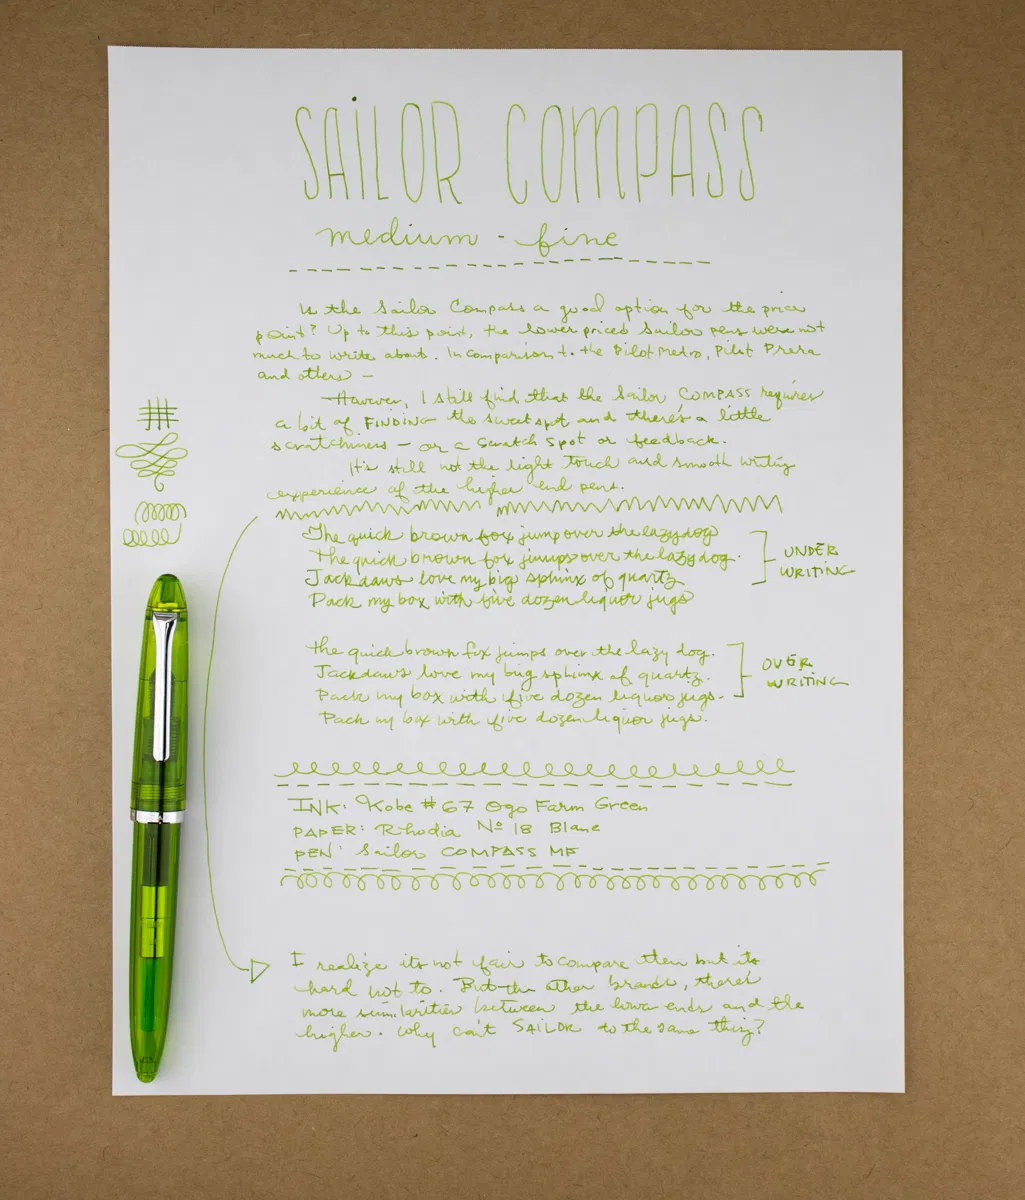 SAILOR COMPASS
medium - fine
Is the Sailor Compass a good option for the price
point? Up to this point, the lower priced Sailor pens were not
much to write about. In comparison to the Pilot Metro, Pilot Prera
and others —
However, I still find that the Sailor COMPASS requires
a bit of FINDING the sweet spot and there's a little
scratchiness — or a scratch spot or feedback.
It's still not the light touch and smooth writing
experience of the higher end pens.
The quick brown fox jump over the lazy dog
The quick brown fox jumps over the lazy dog.
Jackdaws love my big sphinx of quartz
Pack my box with five dozen liquor jugs
UNDER
WRITING
the quick brown fox jumps over the lazy dog.
Jackdaws love my big sphinx of quartz.
Pack my box with five dozen liquor jugs.
Pack my box with five dozen liquor jugs.
OVER
WRITING
INK: Kobe #67 Ogo Farm Green
PAPER: Rhodia Nº 18 Blanc
PEN: Sailor COMPASS MF
I realize it's not fair to compare them but it's
hard not to. But the other brands, there's
more similarities between the low ends and the
higher. Why can't SAILOR to the same thing?